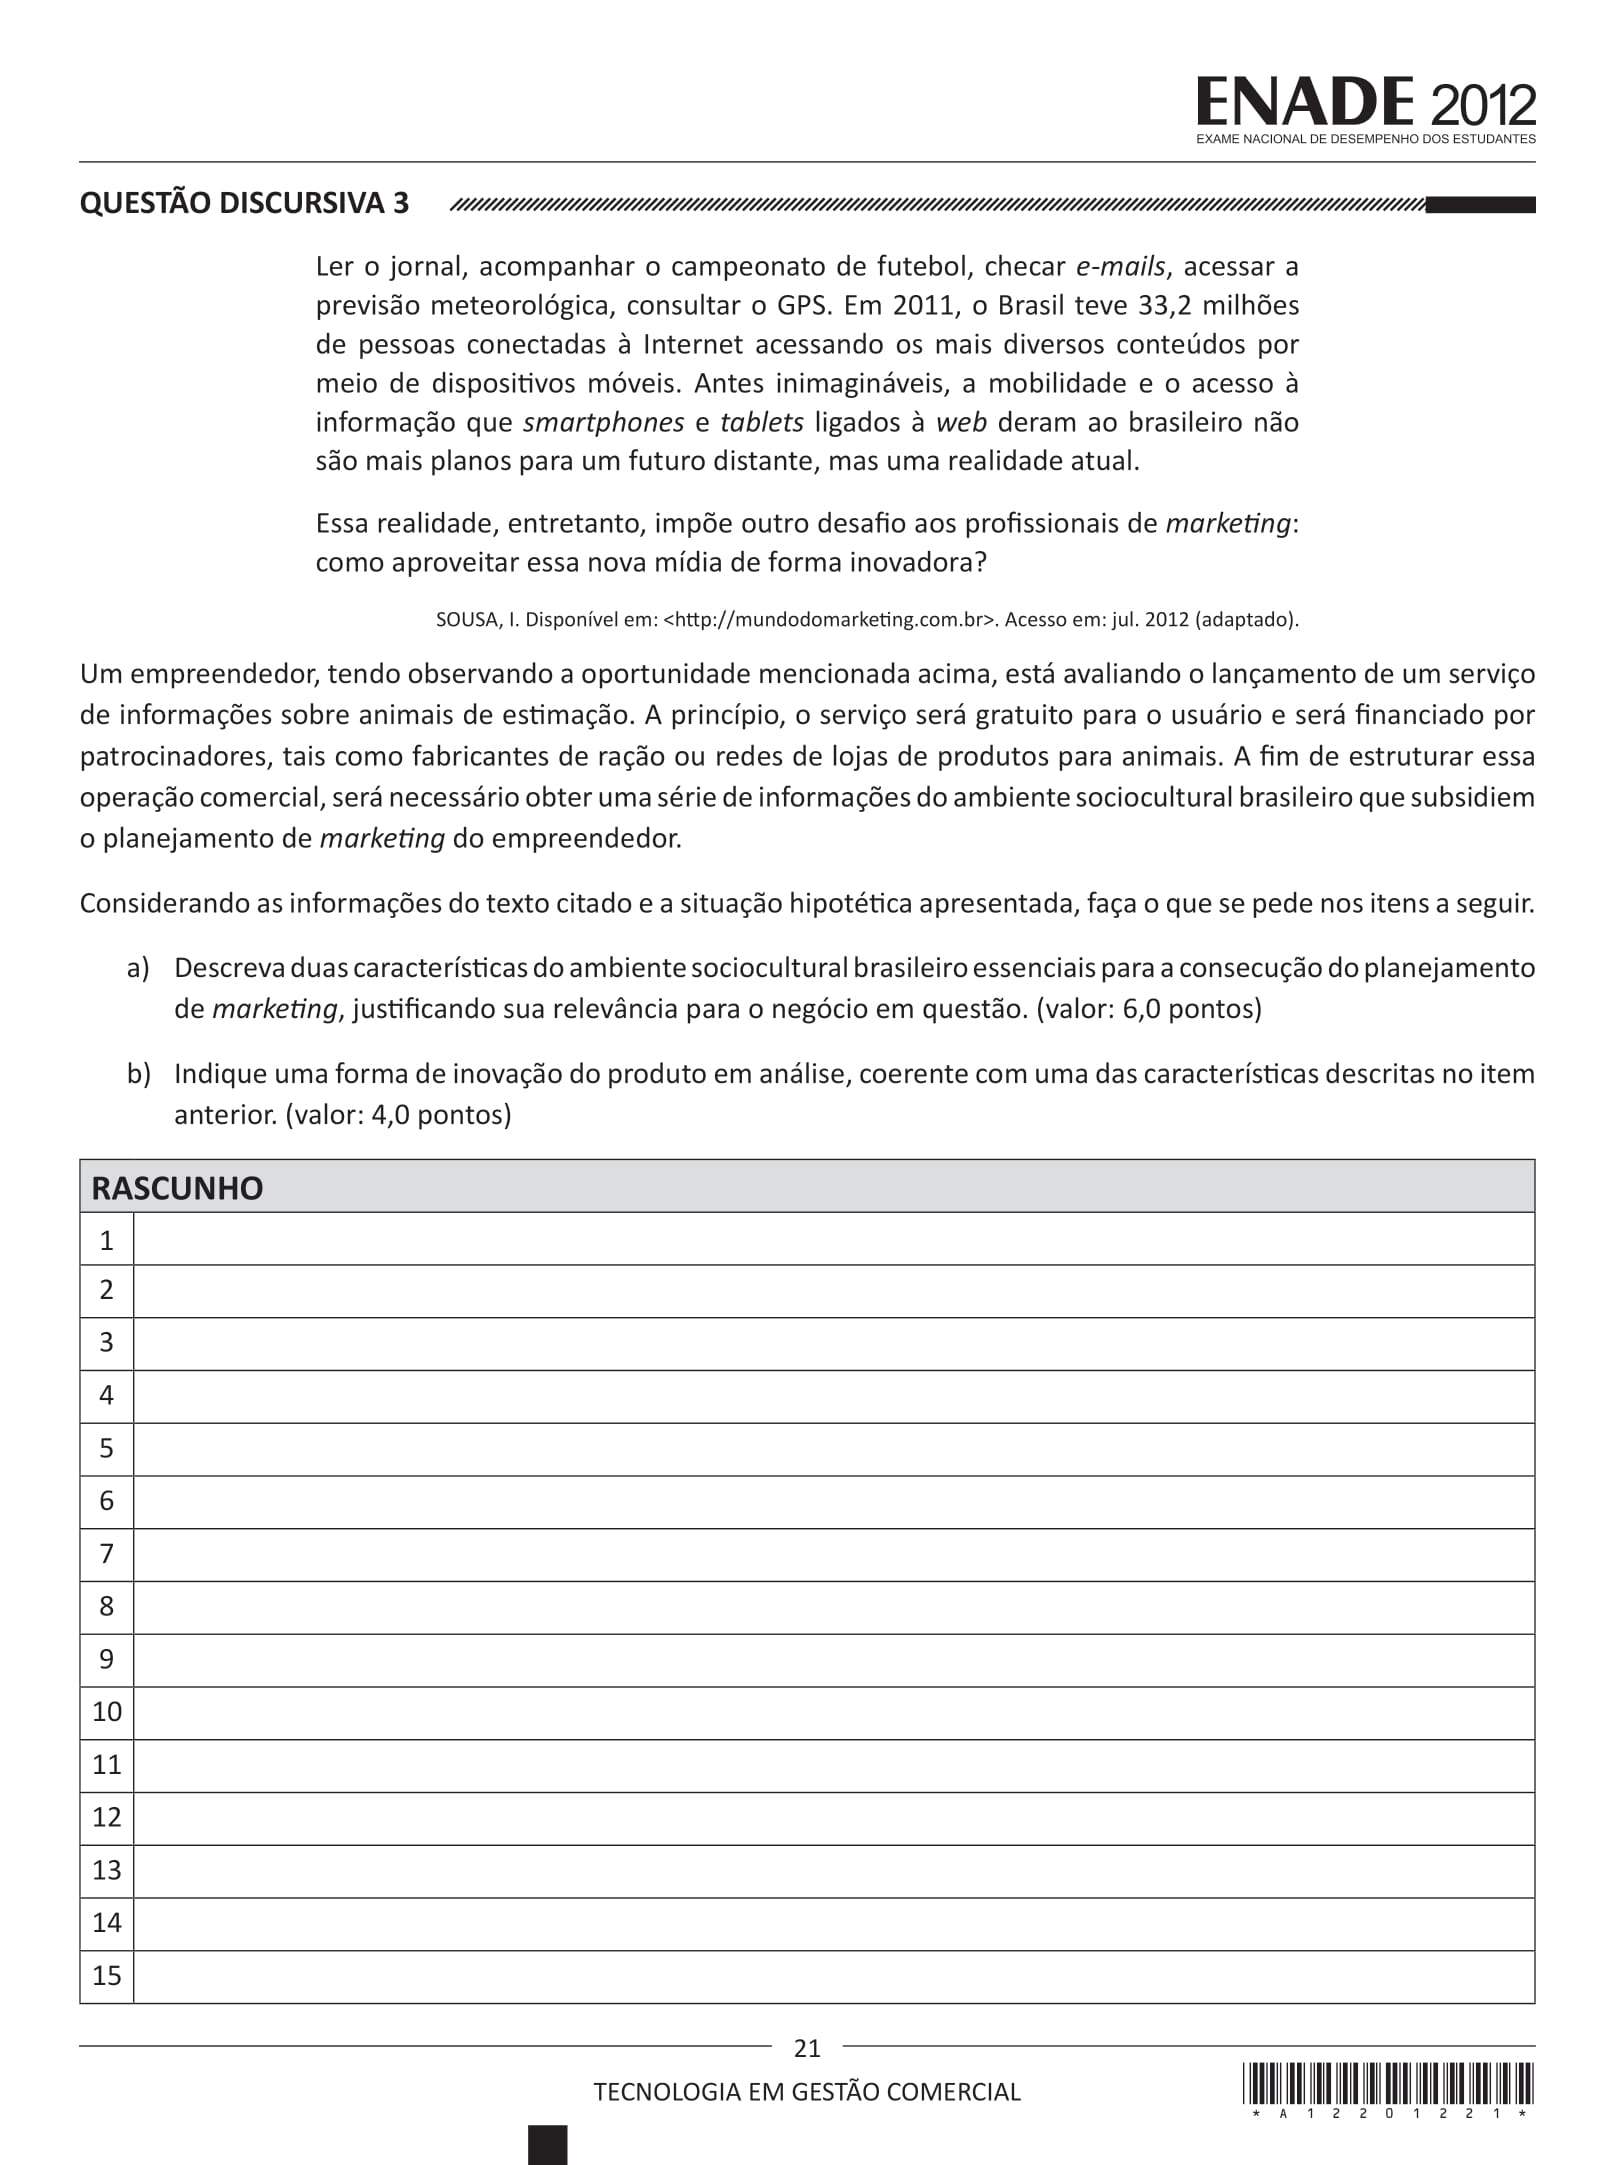 ENADE 2012
EXAME NACIONAL DE DESEMPENHO DOS ESTUDANTES
QUESTÃO DISCURSIVA 3
Ler o jornal, acompanhar o campeonato de futebol, checar e-mails, acessar a
previsão meteorológica, consultar o GPS. Em 2011, o Brasil teve 33,2 milhões
de pessoas conectadas à Internet acessando os mais diversos conteúdos por
meio de dispositivos móveis. Antes inimagináveis, a mobilidade e o acesso à
informação que smartphones e tablets ligados à web deram ao brasileiro não
são mais planos para um futuro distante, mas uma realidade atual.
Essa realidade, entretanto, impõe outro desafio aos profissionais de marketing:
como aproveitar essa nova mídia de forma inovadora?
SOUSA, I. Disponível em: <http://mundodomarketing.com.br>. Acesso em: jul. 2012 (adaptado).
Um empreendedor, tendo observando a oportunidade mencionada acima, está avaliando o lançamento de um serviço
de informações sobre animais de estimação. A princípio, o serviço será gratuito para o usuário e será financiado por
patrocinadores, tais como fabricantes de ração ou redes de lojas de produtos para animais. A fim de estruturar essa
operação comercial, será necessário obter uma série de informações do ambiente sociocultural brasileiro que subsidiem
o planejamento de marketing do empreendedor.
Considerando as informações do texto citado e a situação hipotética apresentada, faça o que se pede nos itens a seguir.
a) Descreva duas características do ambiente sociocultural brasileiro essenciais para a consecução do planejamento
de marketing, justificando sua relevância para o negócio em questão. (valor: 6,0 pontos)
b) Indique uma forma de inovação do produto em análise, coerente com uma das características descritas no item
anterior. (valor: 4,0 pontos)
RASCUNHO
1
2
3
4
5
6
7
8
9
10
11
12
13
14
15
21
TECNOLOGIA EM GESTÃO COMERCIAL
* A 1 2 2 0 1 2 2 1 *